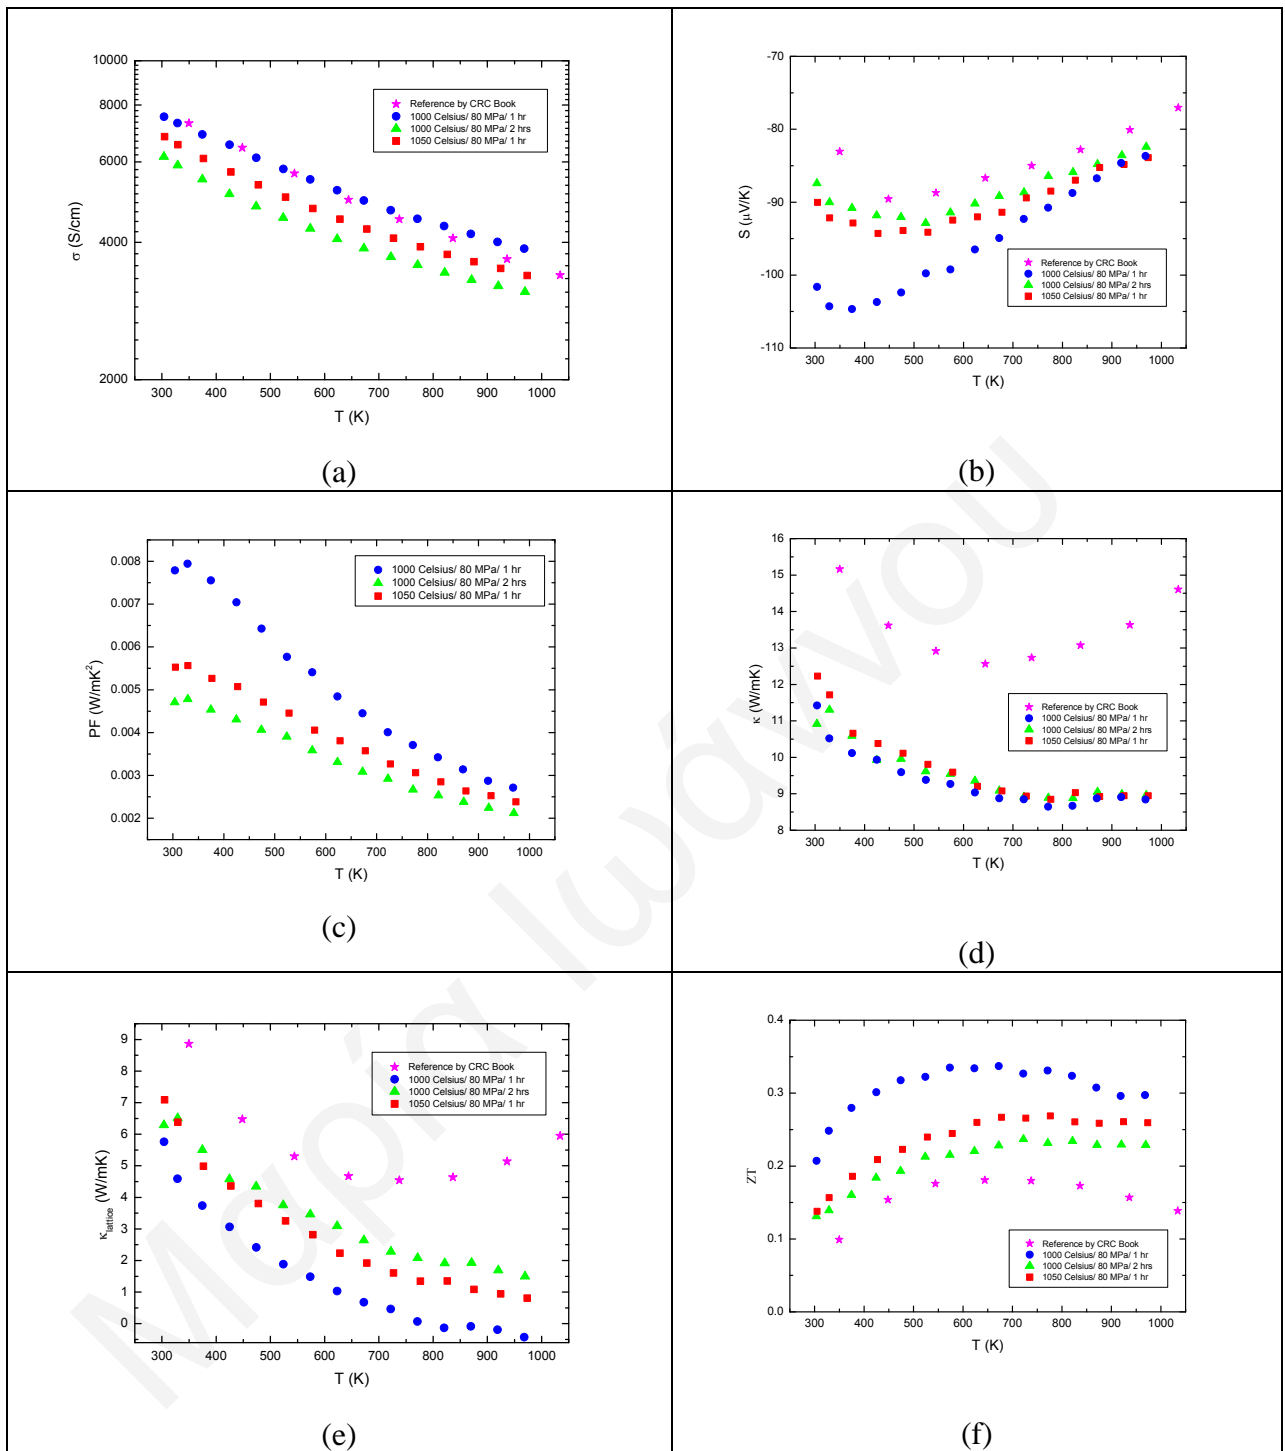 10000
8000
6000
4000
2000
σ (S/cm)
Reference by CRC Book
1000 Celsius/ 80 MPa/ 1 hr
1000 Celsius/ 80 MPa/ 2 hrs
1050 Celsius/ 80 MPa/ 1 hr
300 400 500 600 700 800 900 1000
T (K)
(a)
-70
-80
-90
-100
-110
S (μV/K)
Reference by CRC Book
1000 Celsius/ 80 MPa/ 1 hr
1000 Celsius/ 80 MPa/ 2 hrs
1050 Celsius/ 80 MPa/ 1 hr
300 400 500 600 700 800 900 1000
T (K)
(b)
0.008
0.007
0.006
0.005
0.004
0.003
0.002
PF (W/mK²)
1000 Celsius/ 80 MPa/ 1 hr
1000 Celsius/ 80 MPa/ 2 hrs
1050 Celsius/ 80 MPa/ 1 hr
300 400 500 600 700 800 900 1000
T (K)
(c)
16
15
14
13
12
11
10
9
8
κ (W/mK)
Reference by CRC Book
1000 Celsius/ 80 MPa/ 1 hr
1000 Celsius/ 80 MPa/ 2 hrs
1050 Celsius/ 80 MPa/ 1 hr
300 400 500 600 700 800 900 1000
T (K)
(d)
9
8
7
6
5
4
3
2
1
0
κlattice (W/mK)
Reference by CRC Book
1000 Celsius/ 80 MPa/ 1 hr
1000 Celsius/ 80 MPa/ 2 hrs
1050 Celsius/ 80 MPa/ 1 hr
300 400 500 600 700 800 900 1000
T (K)
(e)
0.4
0.3
0.2
0.1
0.0
ZT
Reference by CRC Book
1000 Celsius/ 80 MPa/ 1 hr
1000 Celsius/ 80 MPa/ 2 hrs
1050 Celsius/ 80 MPa/ 1 hr
300 400 500 600 700 800 900 1000
T (K)
(f)
Μαρία Ιωάννου